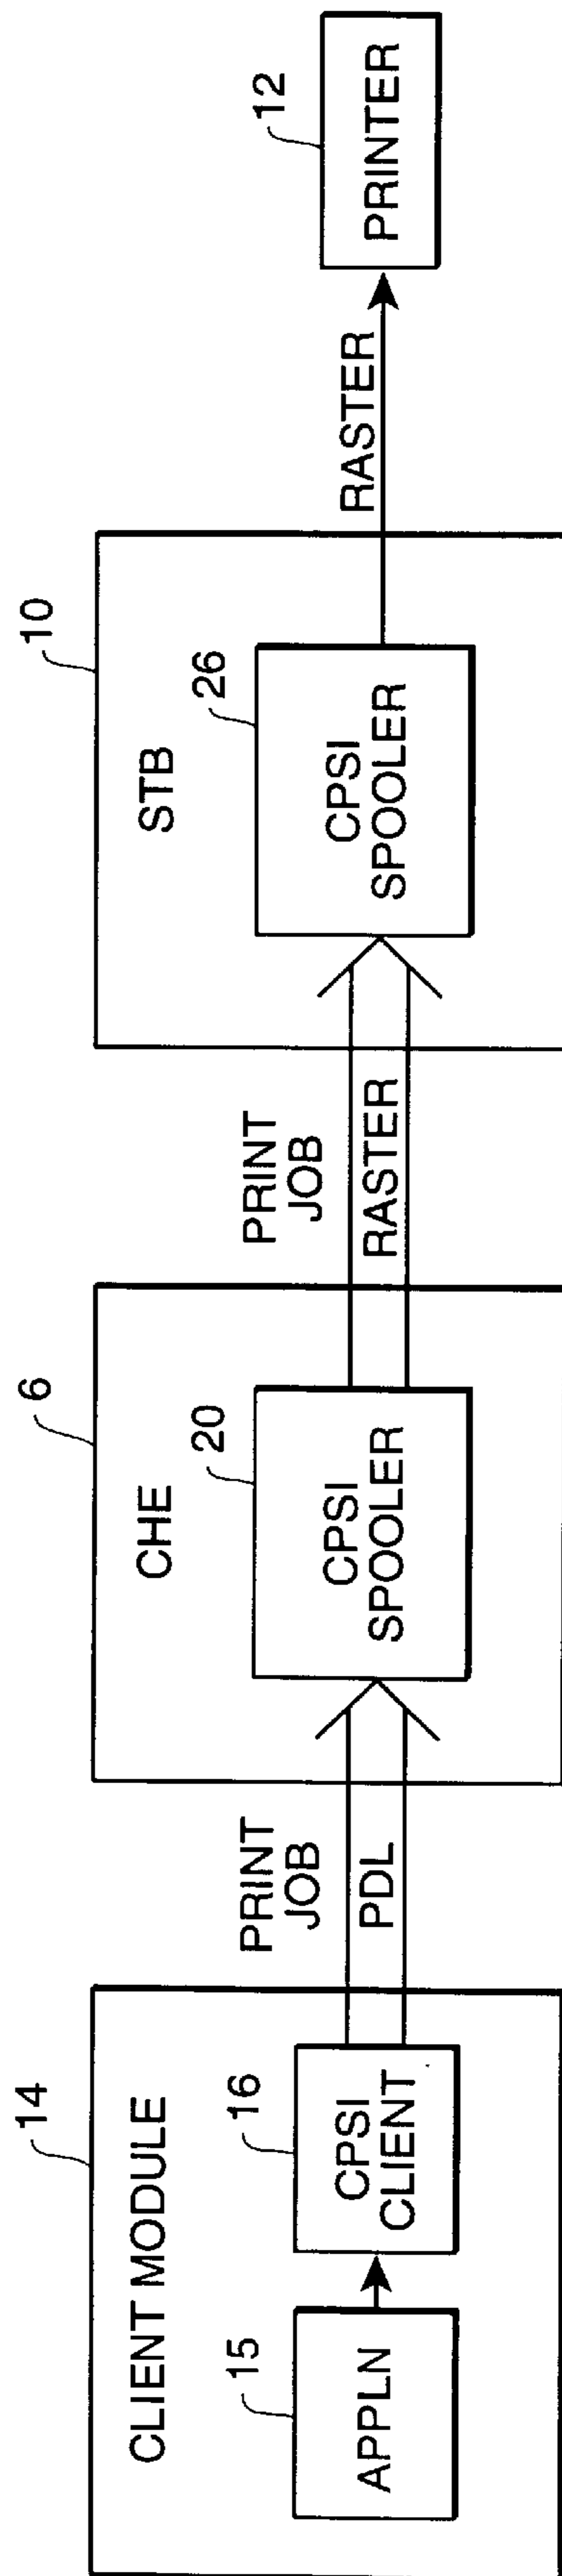 14
CLIENT MODULE
15
APPLN
16
CPSI
CLIENT
PRINT
JOB
PDL
6
CHE
20
CPSI
SPOOLER
PRINT
JOB
RASTER
10
STB
26
CPSI
SPOOLER
RASTER
12
PRINTER